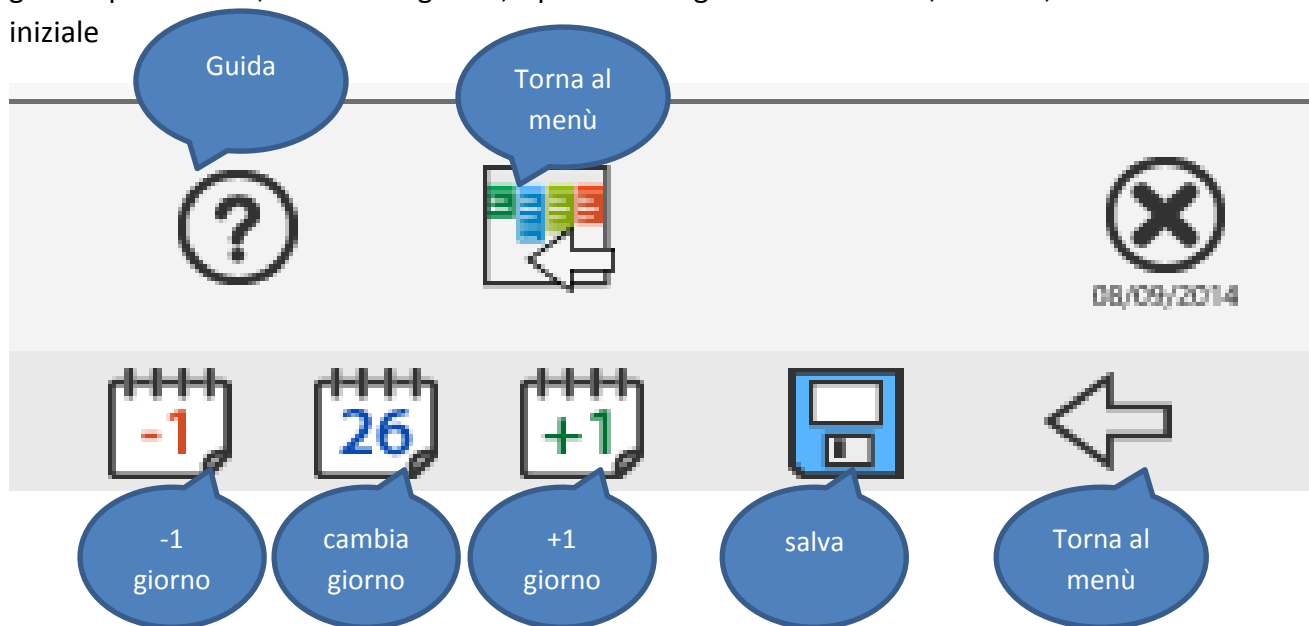 iniziale
Guida
Torna al
menù
?
08/09/2014
-1
26
+1
-1
giorno
cambia
giorno
+1
giorno
salva
Torna al
menù